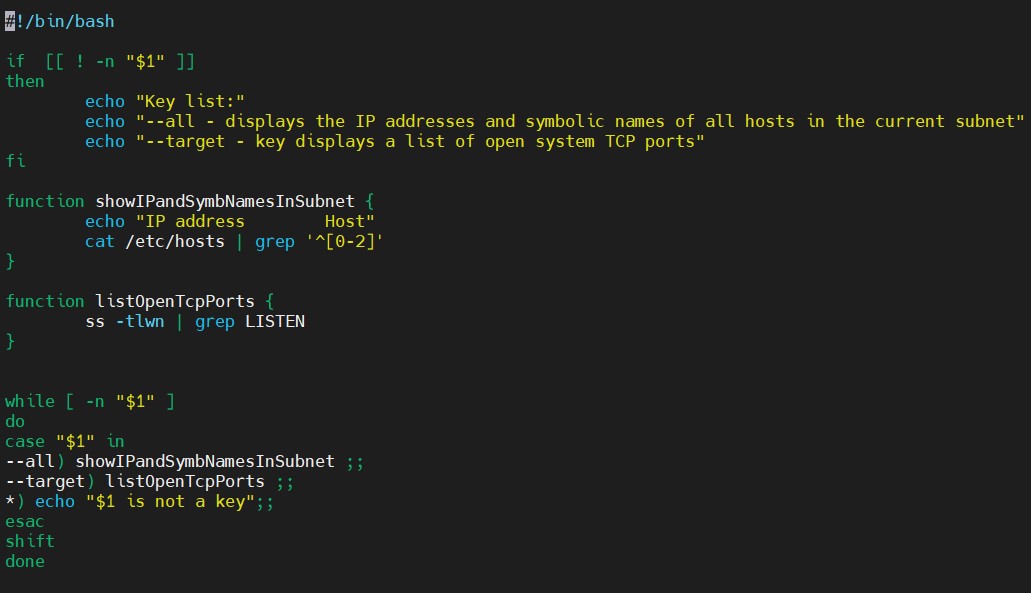 #!/bin/bash

if  [[ ! -n "$1" ]]
then
        echo "Key list:"
        echo "--all - displays the IP addresses and symbolic names of all hosts in the current subnet"
        echo "--target - key displays a list of open system TCP ports"
fi

function showIPandSymbNamesInSubnet {
        echo "IP address        Host"
        cat /etc/hosts | grep '^[0-2]'
}

function listOpenTcpPorts {
        ss -tlwn | grep LISTEN
}


while [ -n "$1" ]
do
case "$1" in
--all) showIPandSymbNamesInSubnet ;;
--target) listOpenTcpPorts ;;
*) echo "$1 is not a key";;
esac
shift
done